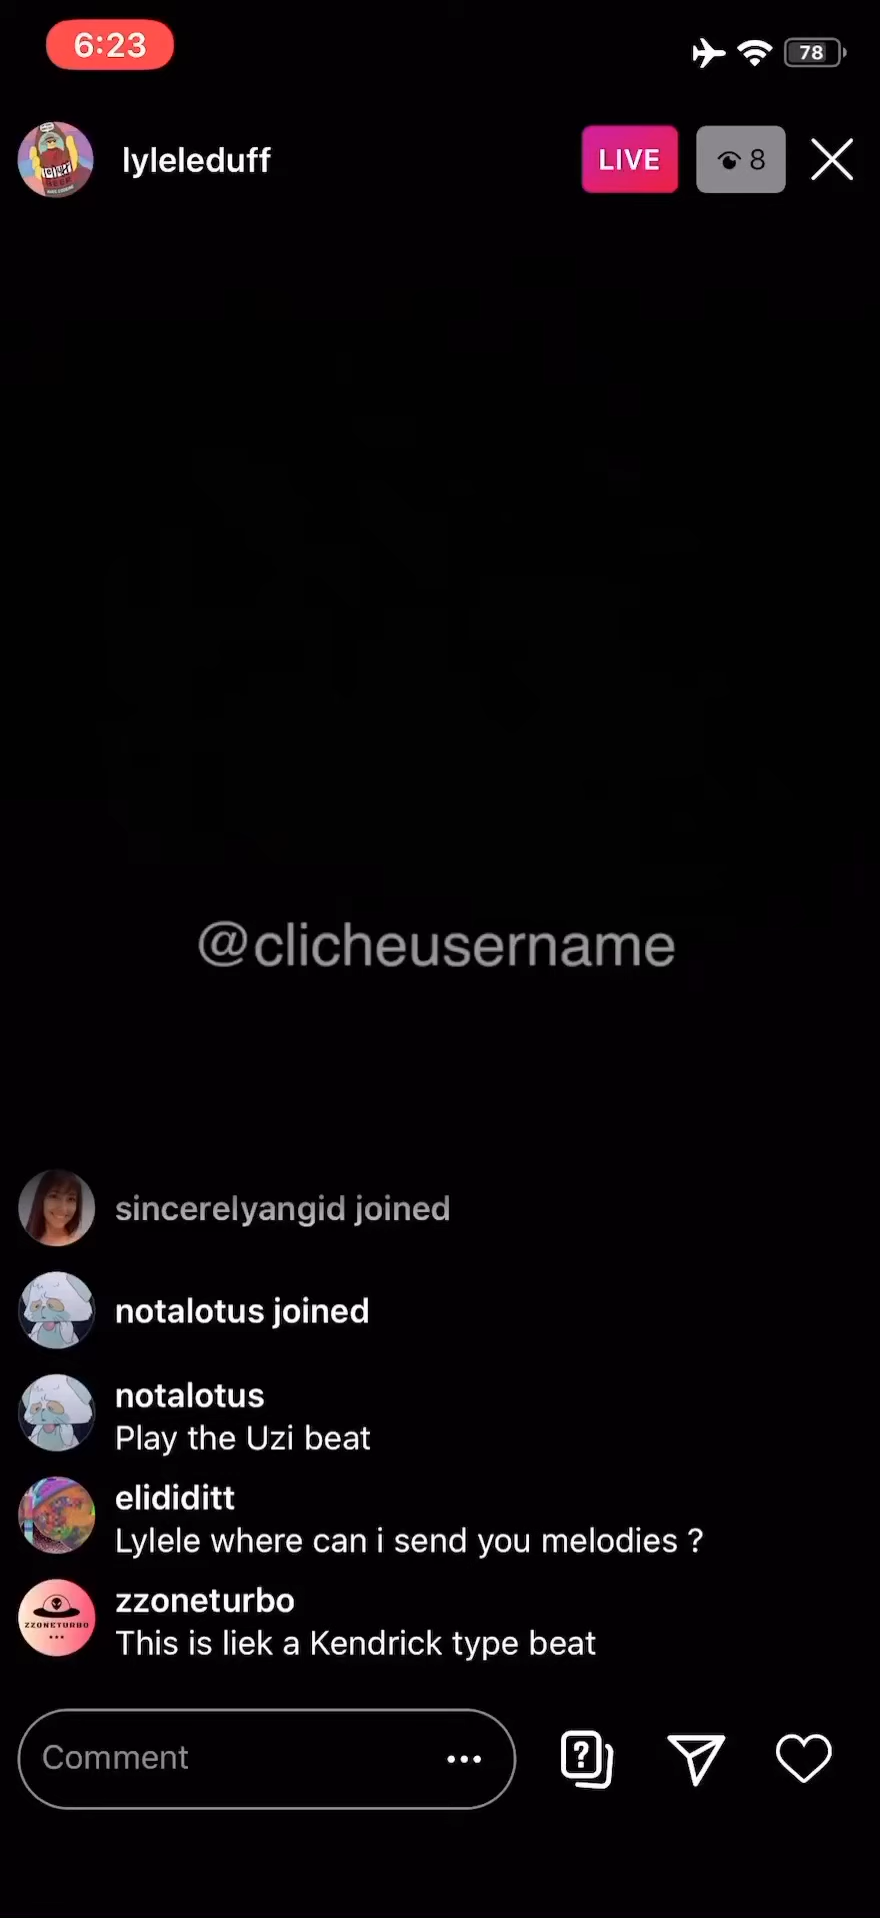 6:23
78
lyleleduff
LIVE
8
@clicheusername
sincerelyangid joined
notalotus joined
notalotus
Play the Uzi beat
elididitt
Lylele where can i send you melodies ?
ZZONETURBO
zzoneturbo
This is liek a Kendrick type beat
Comment